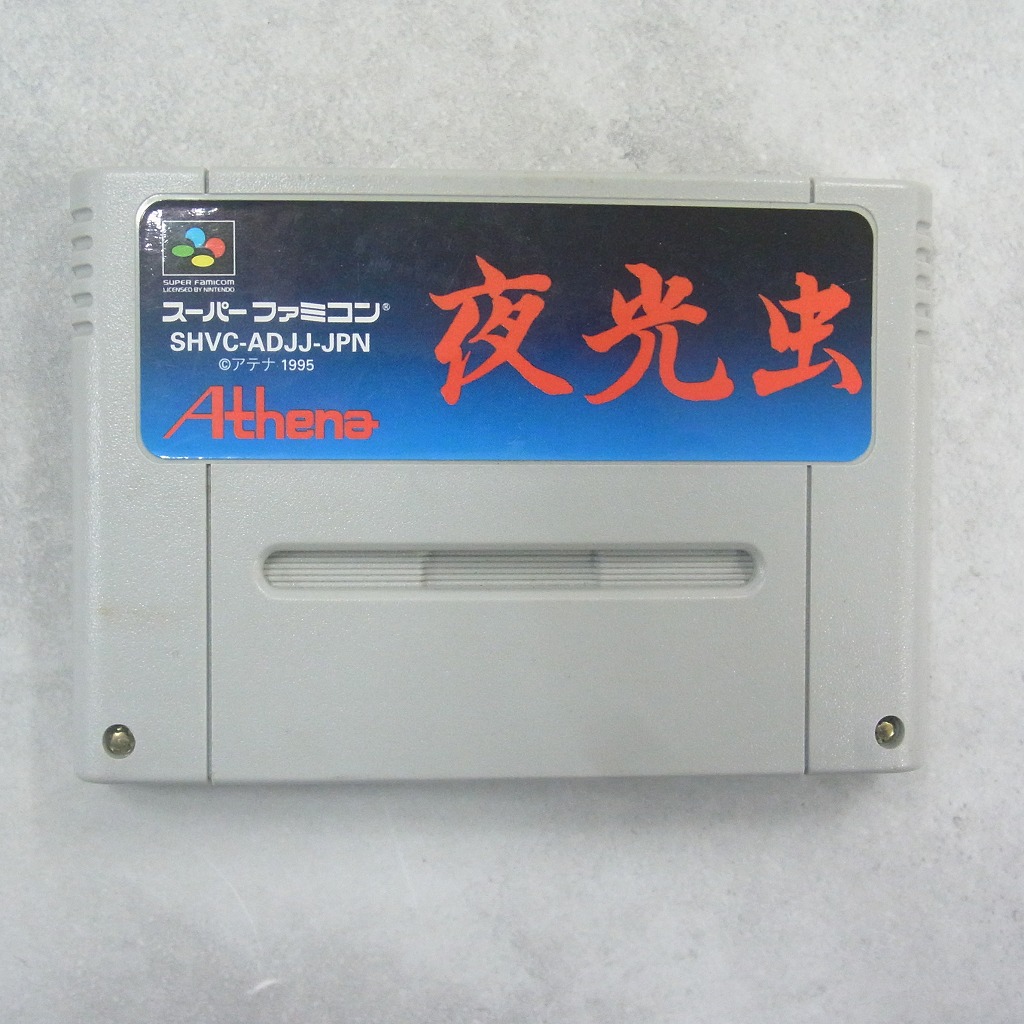 SUPER FAMICOM
LICENSED BY NINTENDO
スーパーファミコン®
SHVC-ADJJ-JPN
©アテナ 1995
Athena
夜光虫